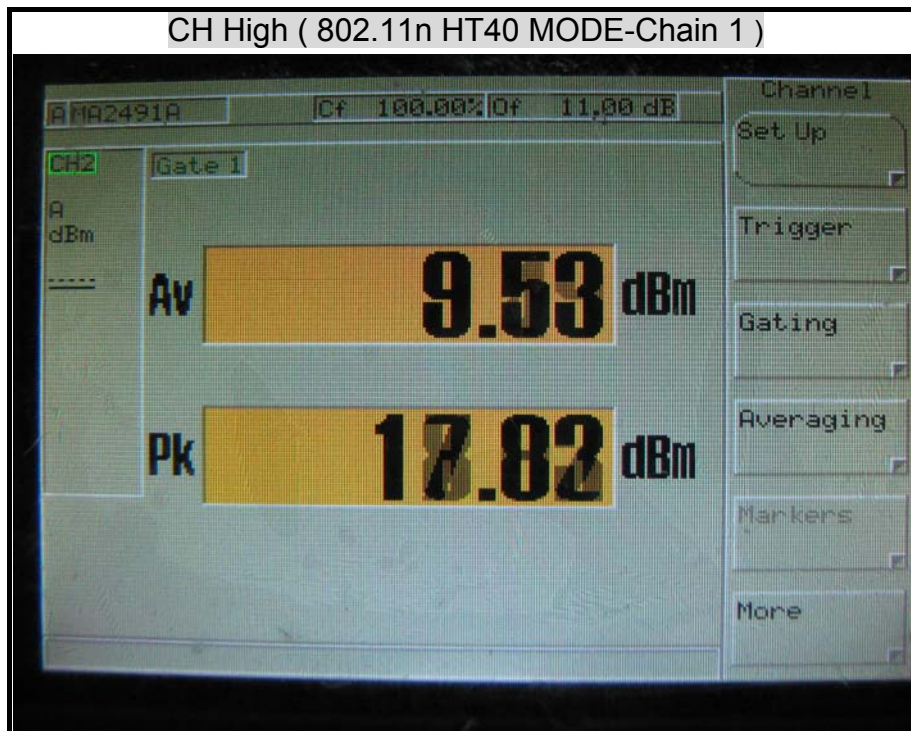 CH High ( 802.11n HT40 MODE-Chain 1 )
A MA2491A Cf 100.00% Of 11,00 dB
Channel
Set Up
CH2 Gate 1
A
dBm
-----
Trigger
Av 9.53 dBm
Gating
Averaging
Pk dBm
Markers
More